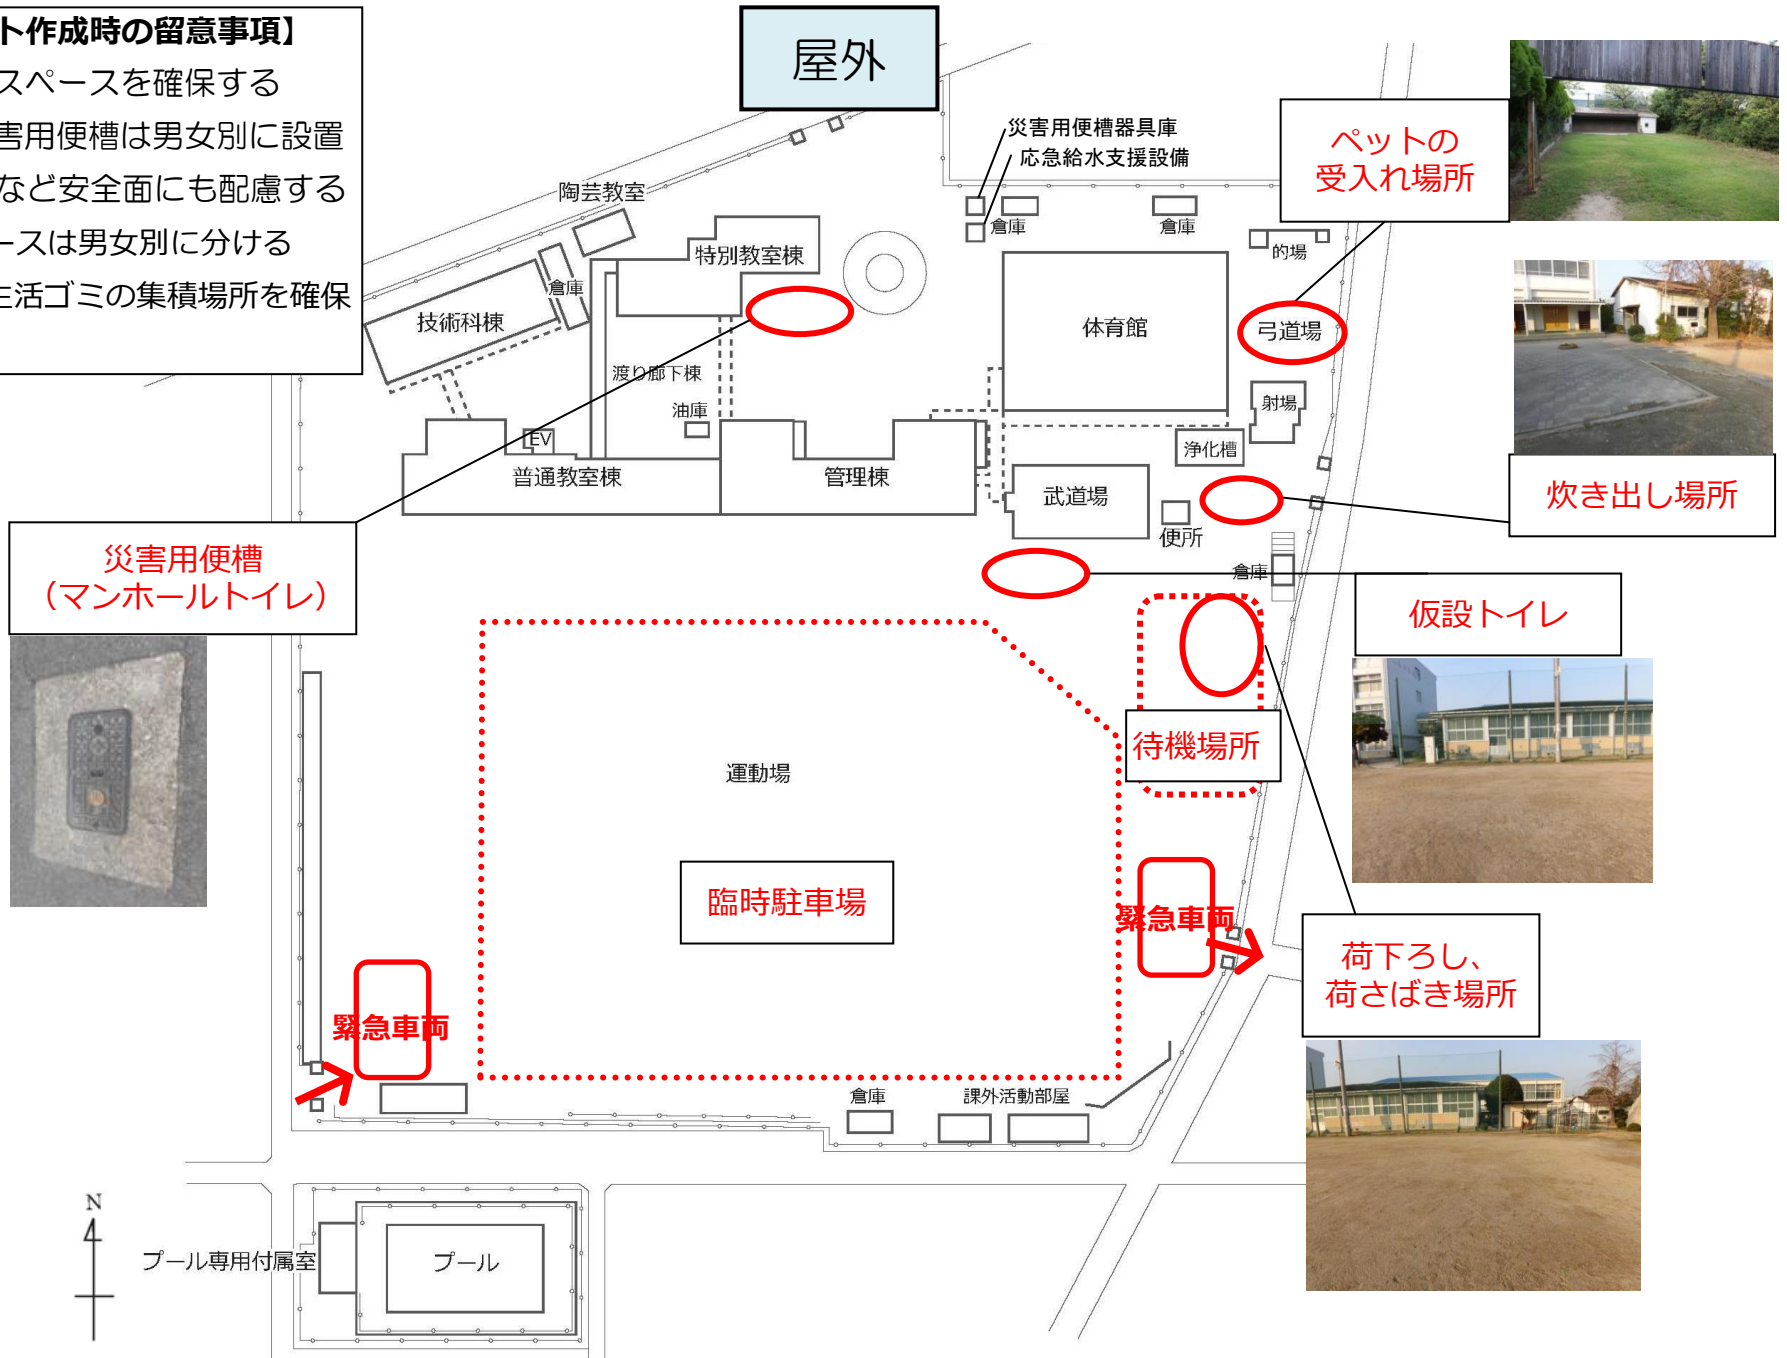 ト作成時の留意事項】
スペースを確保する
害用便槽は男女別に設置
など安全面にも配慮する
ースは男女別に分ける
生活ゴミの集積場所を確保
屋外
災害用便槽器具庫
応急給水支援設備
ペットの
受入れ場所
陶芸教室
倉庫
倉庫
特別教室棟
的場
倉庫
技術科棟
体育館
弓道場
渡り廊下棟
油庫
射場
EV
浄化槽
普通教室棟
管理棟
武道場
便所
炊き出し場所
災害用便槽
（マンホールトイレ）
倉庫
仮設トイレ
待機場所
運動場
臨時駐車場
緊急車両
荷下ろし、
荷さばき場所
緊急車両
倉庫
課外活動部屋
N
プール専用付属室
プール